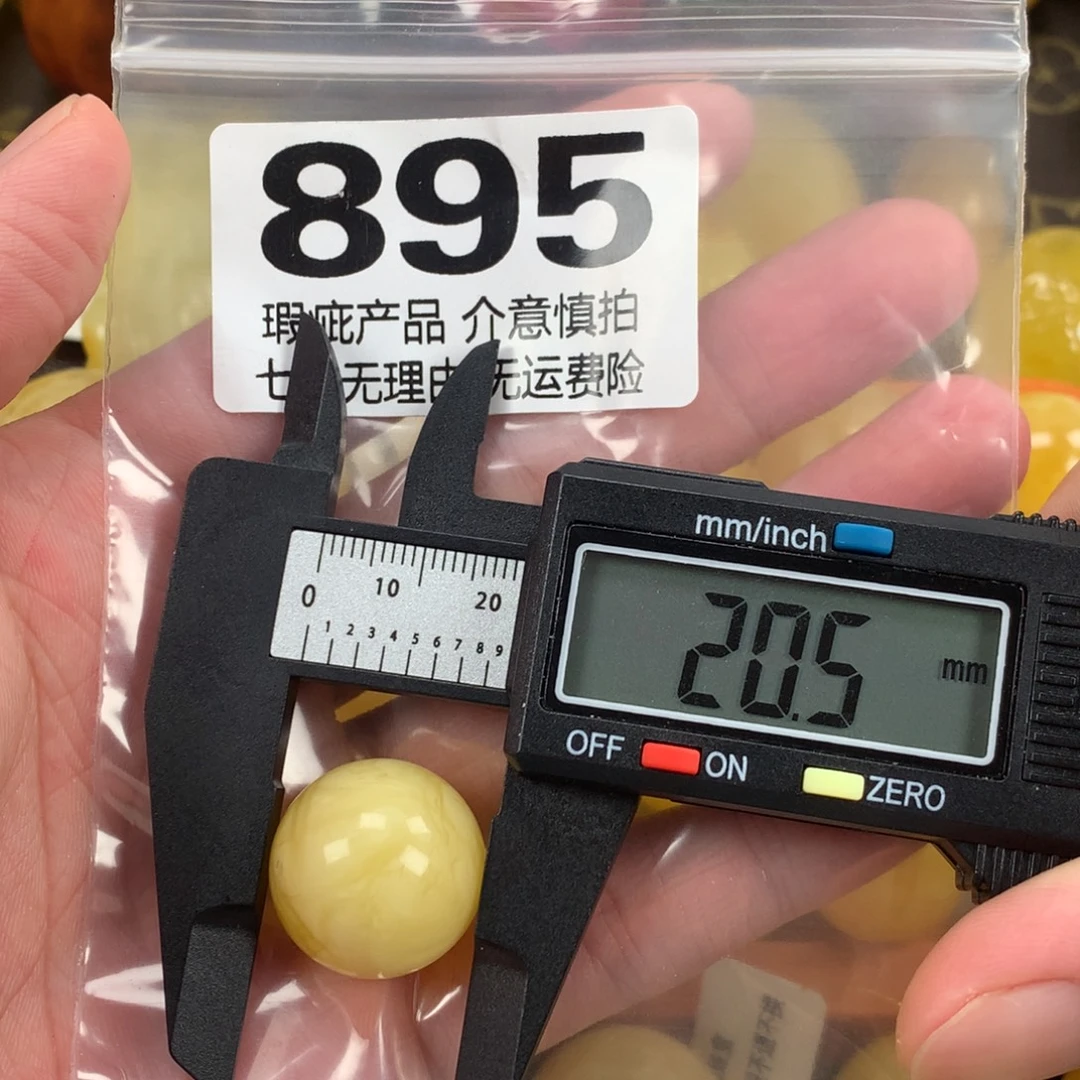 895
瑕疵产品 介意慎拍
七 无理由 无运费险
mm/inch
0 10 20
1 2 3 4 5 6 7 8 9
20.5 mm
OFF ON ZERO